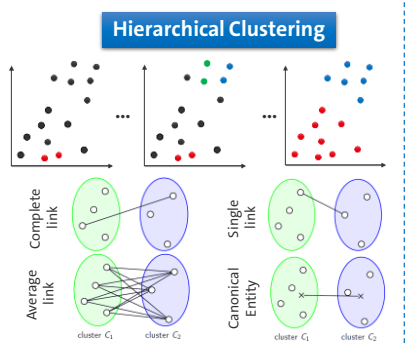 Hierarchical Clustering
...
...
Complete
link
Single
link
Average
link
Canonical
Entity
cluster C₁
cluster C₂
cluster C₁
cluster C₂